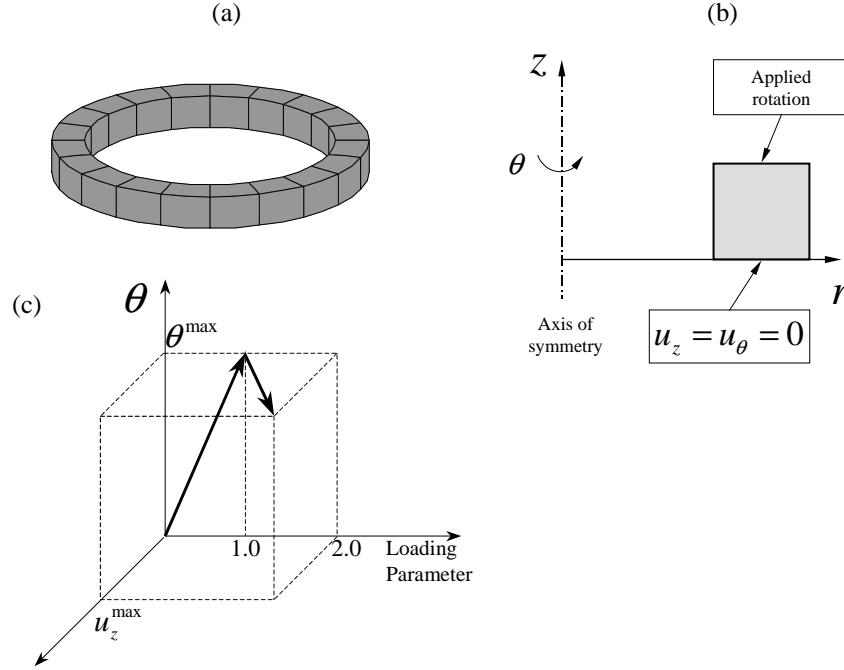 (a)
(b)
z
Applied
rotation
θ
r
Axis of
symmetry
u_z = u_θ = 0
(c)
θ
θ^max
1.0
2.0
Loading
Parameter
u_z^max